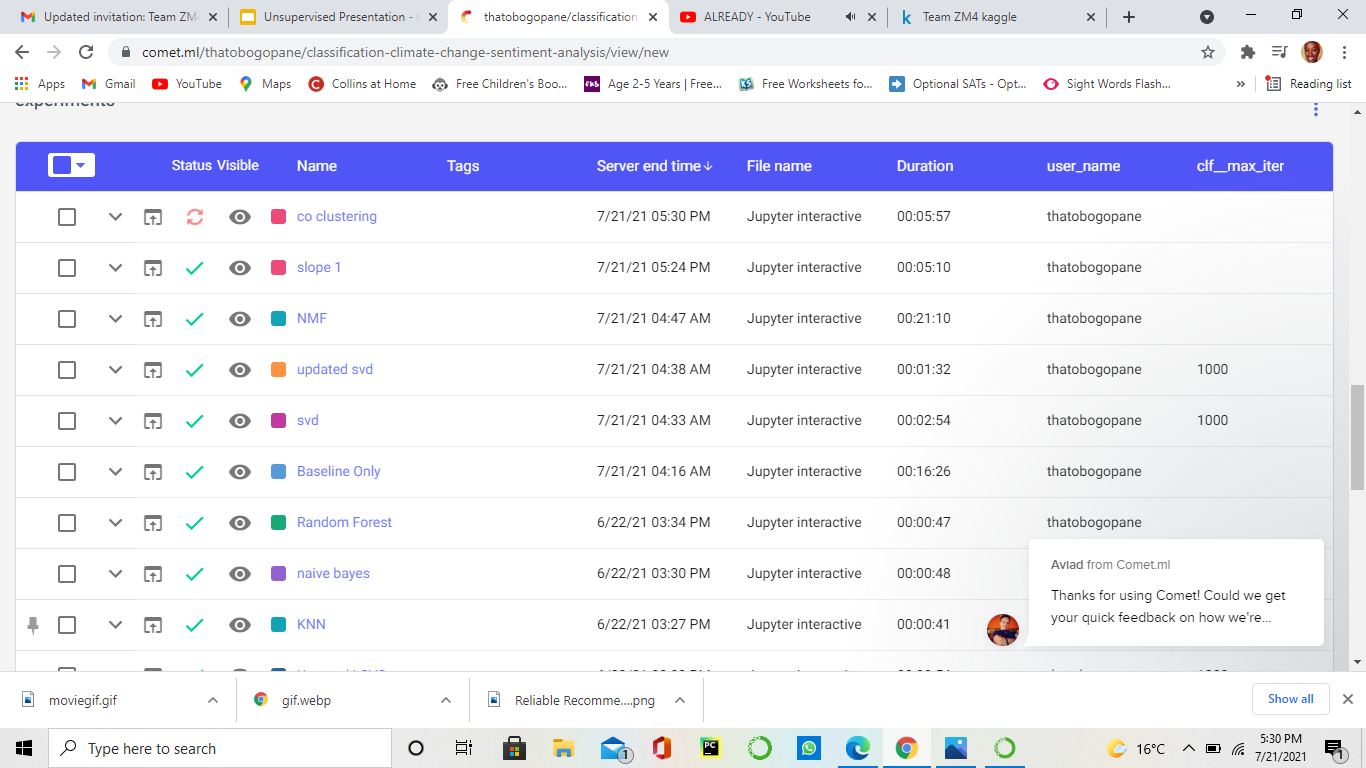 Updated invitation: Team ZM4
Unsupervised Presentation -
thatobogopane/classification
ALREADY - YouTube
Team ZM4 kaggle
comet.ml/thatobogopane/classification-climate-change-sentiment-analysis/view/new
Apps Gmail YouTube Maps Collins at Home Free Children's Boo... Age 2-5 Years | Free... Free Worksheets fo... Optional SATs - Opt... Sight Words Flash... » Reading list
experiments
Status Visible Name Tags Server end time↓ File name Duration user_name clf__max_iter
co clustering 7/21/21 05:30 PM Jupyter interactive 00:05:57 thatobogopane
slope 1 7/21/21 05:24 PM Jupyter interactive 00:05:10 thatobogopane
NMF 7/21/21 04:47 AM Jupyter interactive 00:21:10 thatobogopane
updated svd 7/21/21 04:38 AM Jupyter interactive 00:01:32 thatobogopane 1000
svd 7/21/21 04:33 AM Jupyter interactive 00:02:54 thatobogopane 1000
Baseline Only 7/21/21 04:16 AM Jupyter interactive 00:16:26 thatobogopane
Random Forest 6/22/21 03:34 PM Jupyter interactive 00:00:47 thatobogopane
naive bayes 6/22/21 03:30 PM Jupyter interactive 00:00:48
KNN 6/22/21 03:27 PM Jupyter interactive 00:00:41
Aviad from Comet.ml
Thanks for using Comet! Could we get
your quick feedback on how we're...
moviegif.gif
gif.webp
Reliable Recomme....png
Show all
Type here to search
1
16°C
5:30 PM
7/21/2021
1